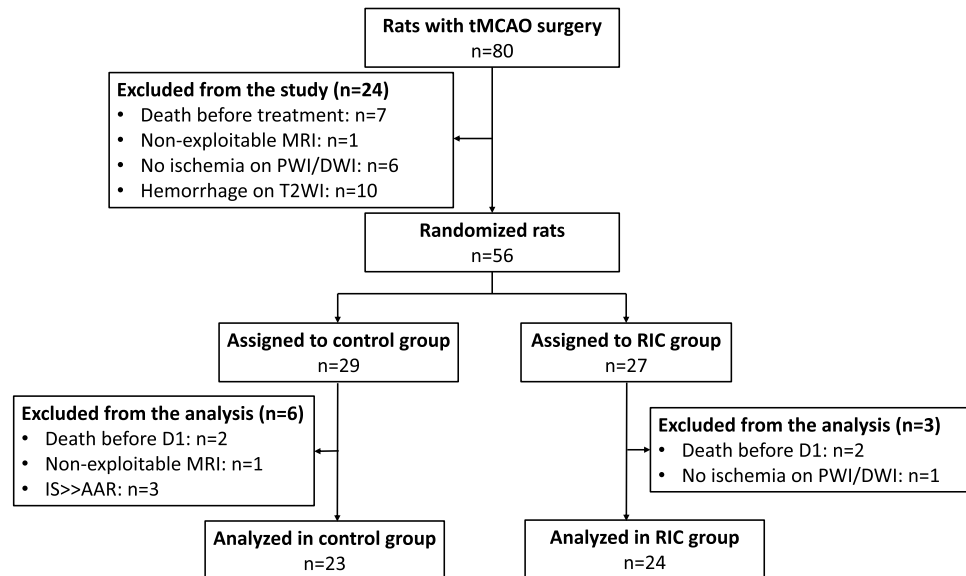 Rats with tMCAO surgery
n=80
Excluded from the study (n=24)
• Death before treatment: n=7
• Non-exploitable MRI: n=1
• No ischemia on PWI/DWI: n=6
• Hemorrhage on T2WI: n=10
Randomized rats
n=56
Assigned to control group
n=29
Assigned to RIC group
n=27
Excluded from the analysis (n=6)
• Death before D1: n=2
• Non-exploitable MRI: n=1
• IS>>AAR: n=3
Excluded from the analysis (n=3)
• Death before D1: n=2
• No ischemia on PWI/DWI: n=1
Analyzed in control group
n=23
Analyzed in RIC group
n=24